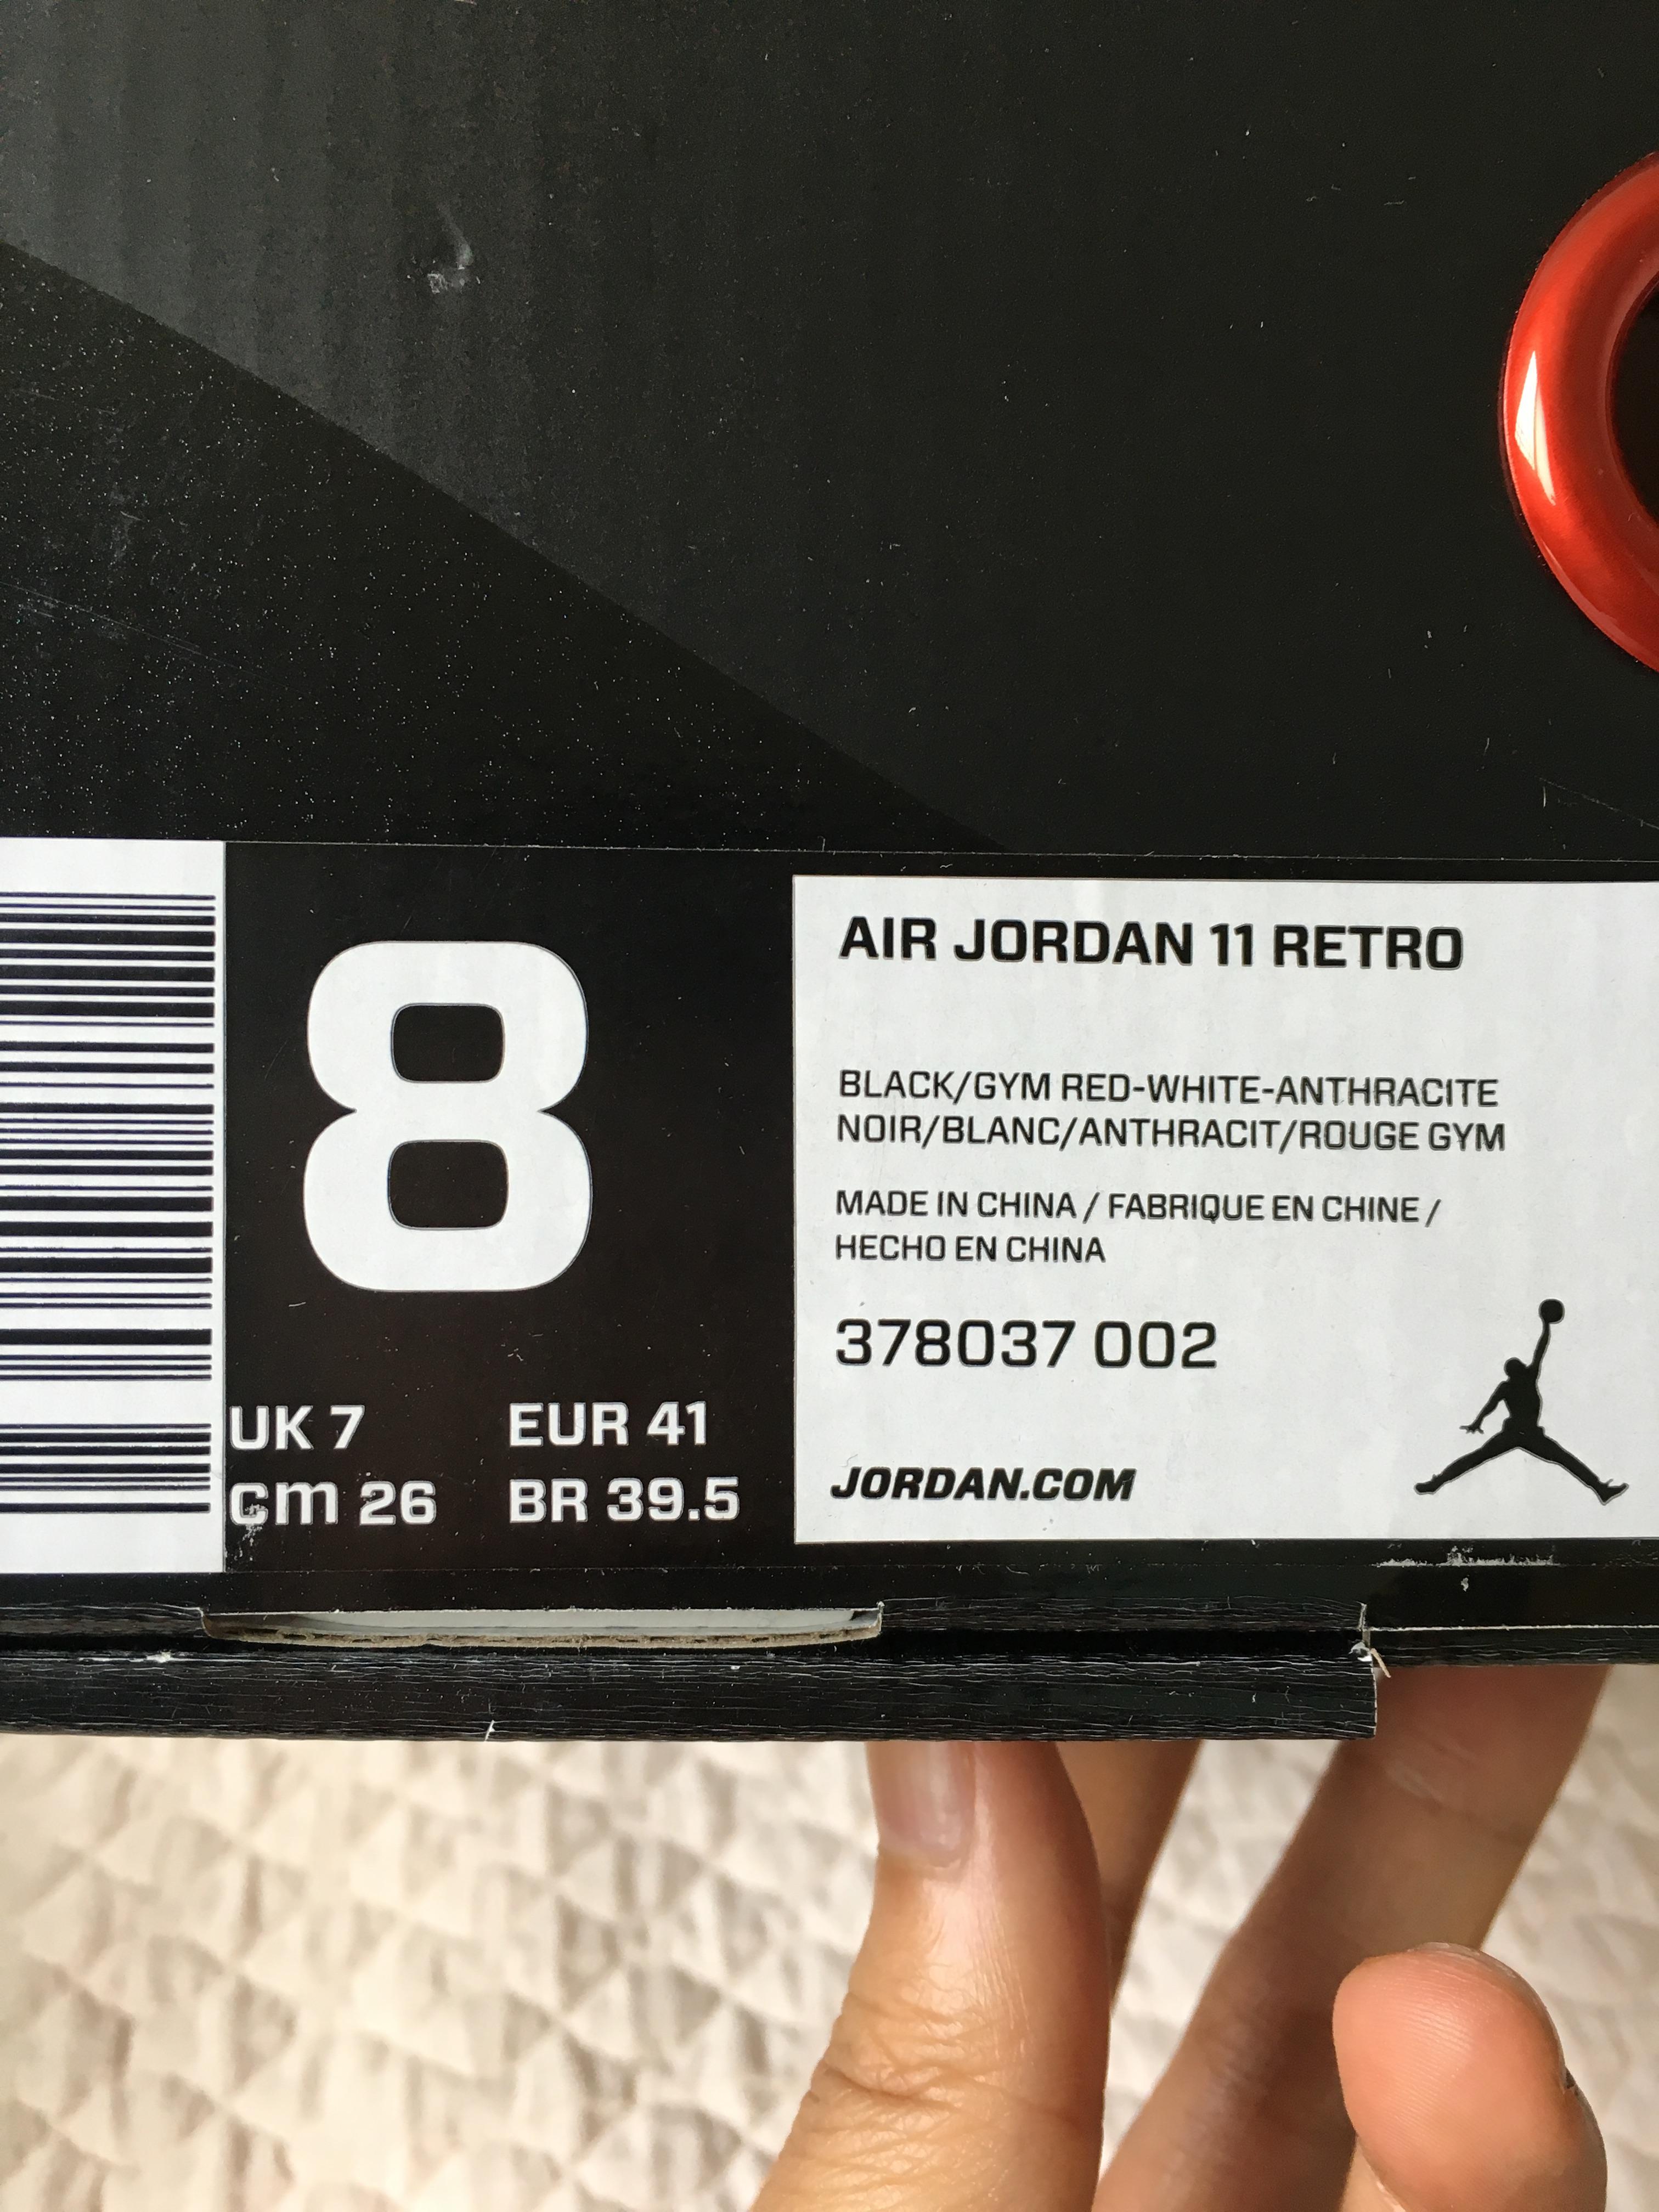 8
UK 7 EUR 41
cm 26 BR 39.5
AIR JORDAN 11 RETRO
BLACK/GYM RED-WHITE-ANTHRACITE
NOIR/BLANC/ANTHRACIT/ROUGE GYM
MADE IN CHINA / FABRIQUE EN CHINE /
HECHO EN CHINA
378037 002
JORDAN.COM